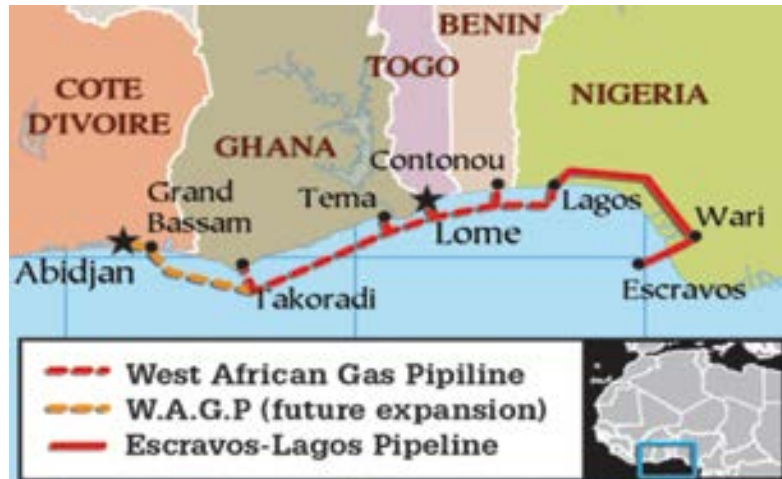 BENIN
TOGO
COTE
D'IVOIRE
NIGERIA
GHANA
Contonou
Grand
Bassam
Tema
Lagos
Wari
Lome
Abidjan
Takoradi
Escravos
West African Gas Pipiline
W.A.G.P (future expansion)
Escravos-Lagos Pipeline